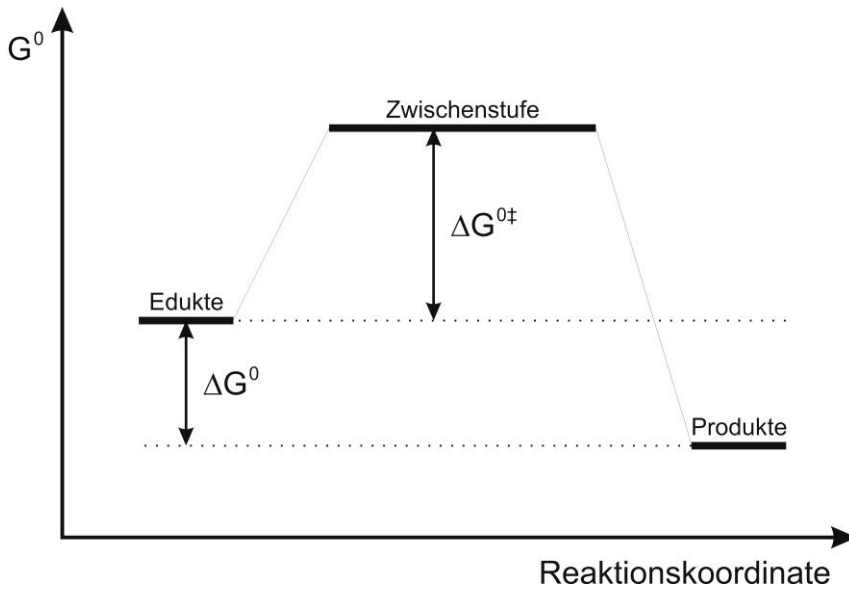 G⁰
Zwischenstufe
ΔG⁰‡
Edukte
ΔG⁰
Produkte
Reaktionskoordinate